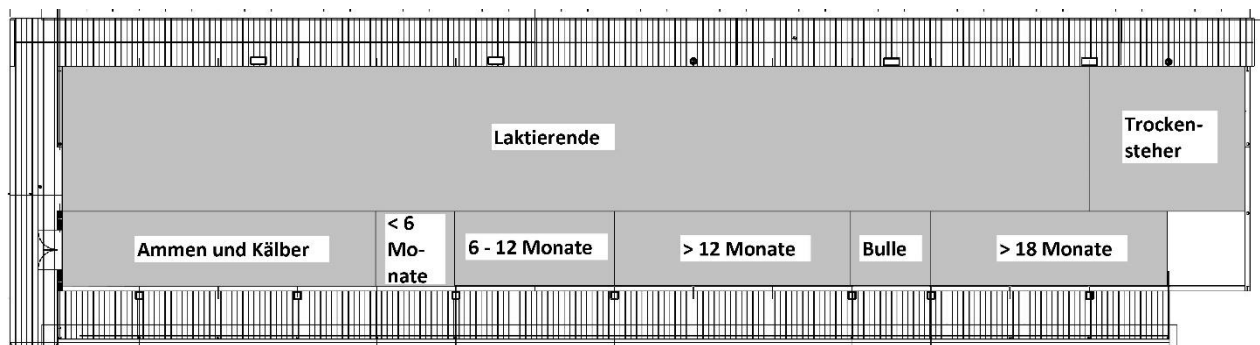 Laktierende
Trocken-
steher
Ammen und Kälber
< 6
Mo-
nate
6 - 12 Monate
> 12 Monate
Bulle
> 18 Monate